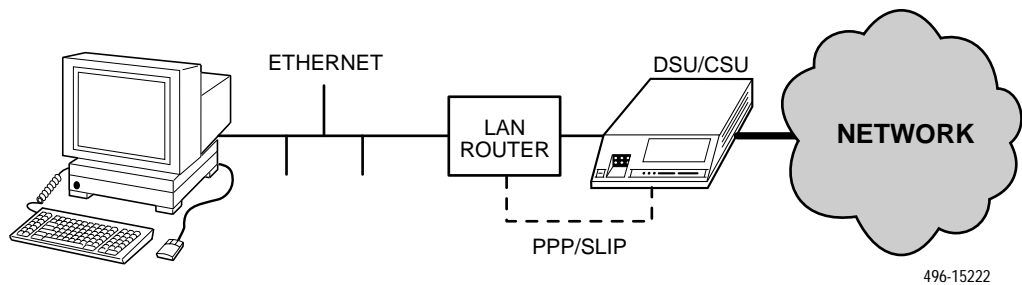 ETHERNET
DSU/CSU
LAN
ROUTER
NETWORK
PPP/SLIP
496-15222